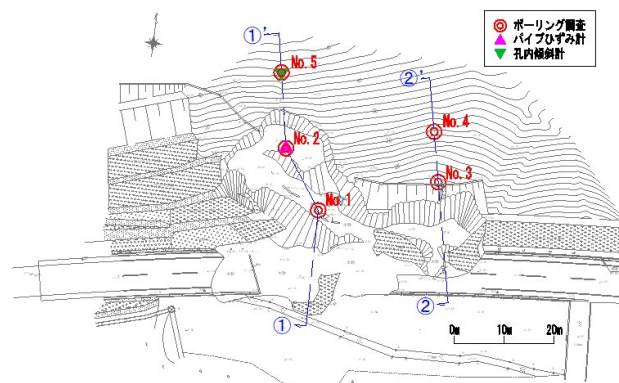 ボーリング調査
パイプひずみ計
孔内傾斜計
①'
No.5
②'
No.4
No.2
No.3
No.1
②
①
0m 10m 20m